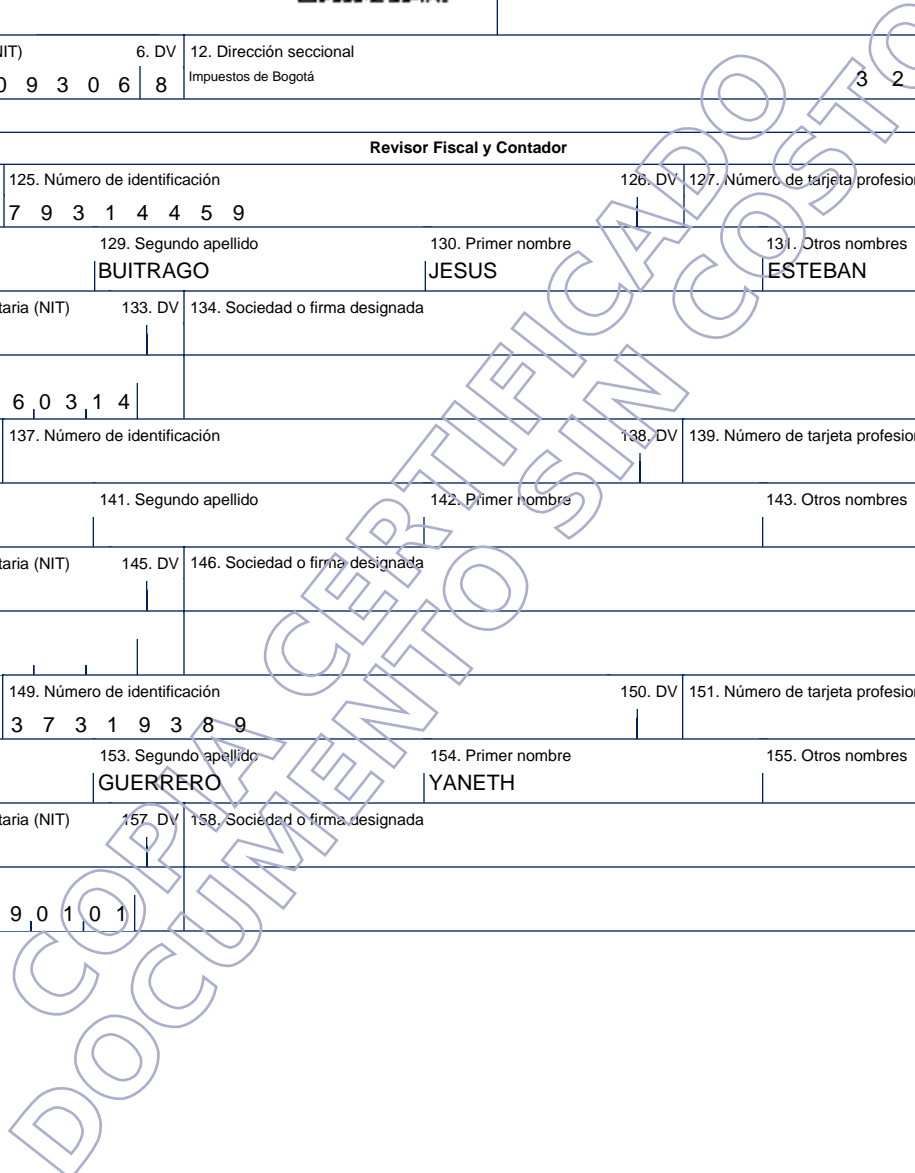 NIT) 6. DV 12. Dirección seccional
0 9 3 0 6 8 Impuestos de Bogotá 3 2
Revisor Fiscal y Contador
125. Número de identificación 126. DV 127. Número de tarjeta profesion
7 9 3 1 4 4 5 9
129. Segundo apellido 130. Primer nombre 131. Otros nombres
BUITRAGO JESUS ESTEBAN
taria (NIT) 133. DV 134. Sociedad o firma designada
6 0 3 1 4
137. Número de identificación 138. DV 139. Número de tarjeta profesion
141. Segundo apellido 142. Primer nombre 143. Otros nombres
taria (NIT) 145. DV 146. Sociedad o firma designada
149. Número de identificación 150. DV 151. Número de tarjeta profesion
3 7 3 1 9 3 8 9
153. Segundo apellido 154. Primer nombre 155. Otros nombres
GUERRERO YANETH
taria (NIT) 157. DV 158. Sociedad o firma designada
9 0 1 0 1
COPIA CERTIFICADO
DOCUMENTO SIN COSTO